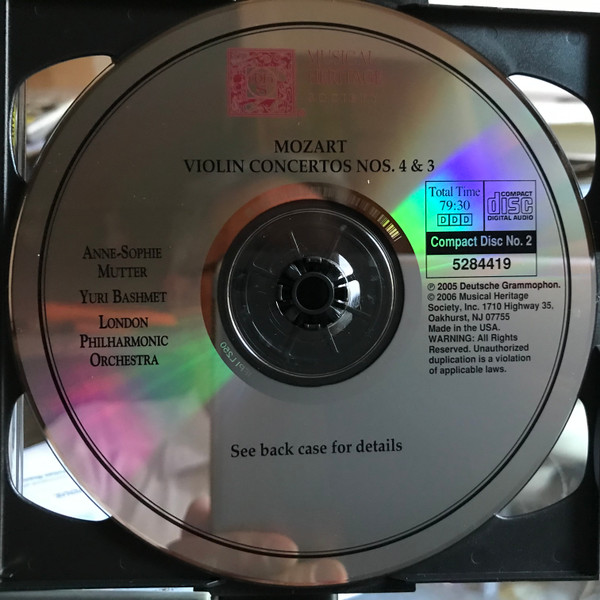 MUSICAL
HERITAGE
SOCIETY
MOZART
VIOLIN CONCERTOS NOS. 4 & 3
Total Time
79:30
DDD
COMPACT
disc
DIGITAL AUDIO
Compact Disc No. 2
5284419
ANNE-SOPHIE
MUTTER
YURI BASHMET
LONDON
PHILHARMONIC
ORCHESTRA
℗ 2005 Deutsche Grammophon.
© 2006 Musical Heritage
Society, Inc. 1710 Highway 35,
Oakhurst, NJ 07755
Made in the USA.
WARNING: All Rights
Reserved. Unauthorized
duplication is a violation
of applicable laws.
See back case for details